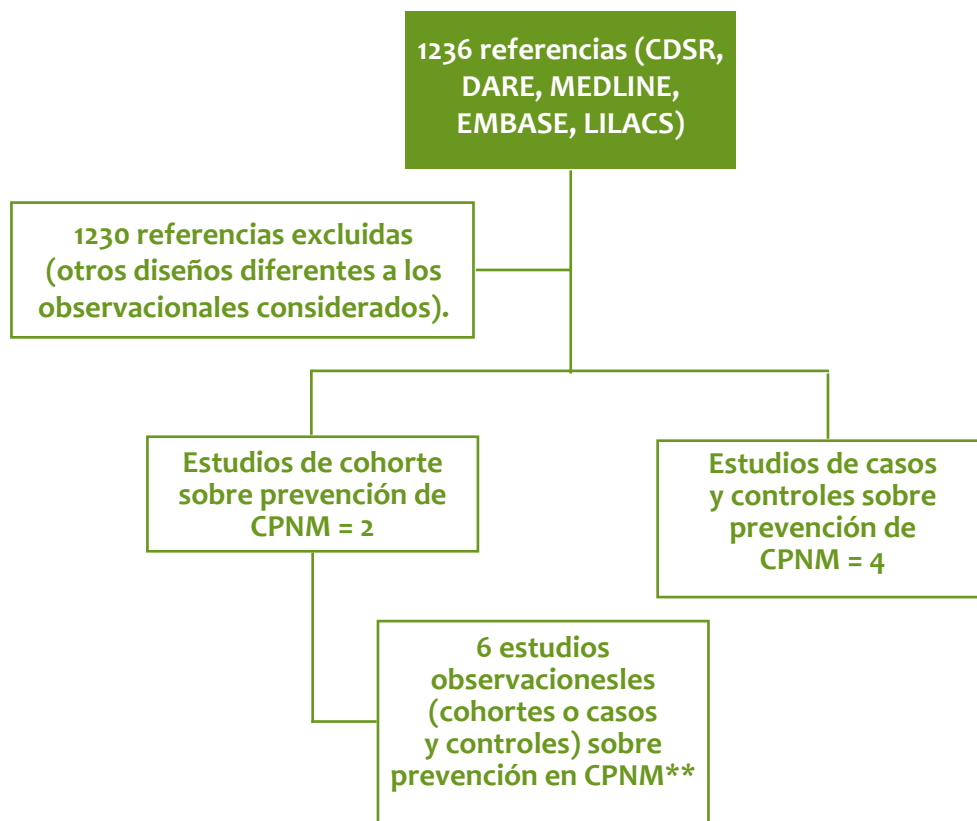 1236 referencias (CDSR,
DARE, MEDLINE,
EMBASE, LILACS)
1230 referencias excluidas
(otros diseños diferentes a los
observacionales considerados).
Estudios de cohorte
sobre prevención de
CPNM = 2
Estudios de casos
y controles sobre
prevención de
CPNM = 4
6 estudios
observacionesles
(cohortes o casos
y controles) sobre
prevención en CPNM**